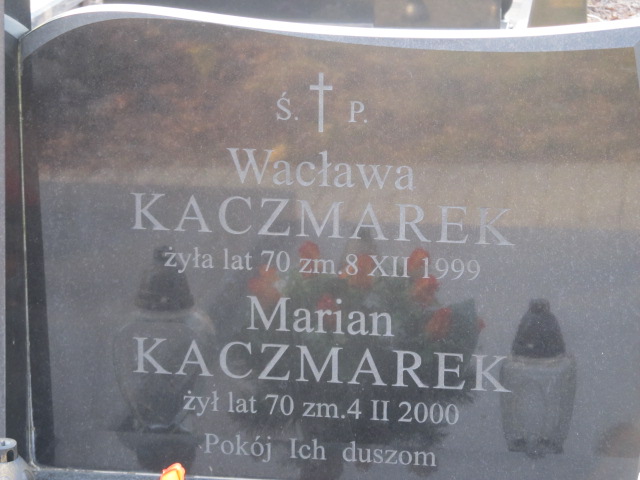 Ś. P.
Wacława
KACZMAREK
żyła lat 70 zm.8 XII 1999
Marian
KACZMAREK
żył lat 70 zm.4 II 2000
Pokój Ich duszom